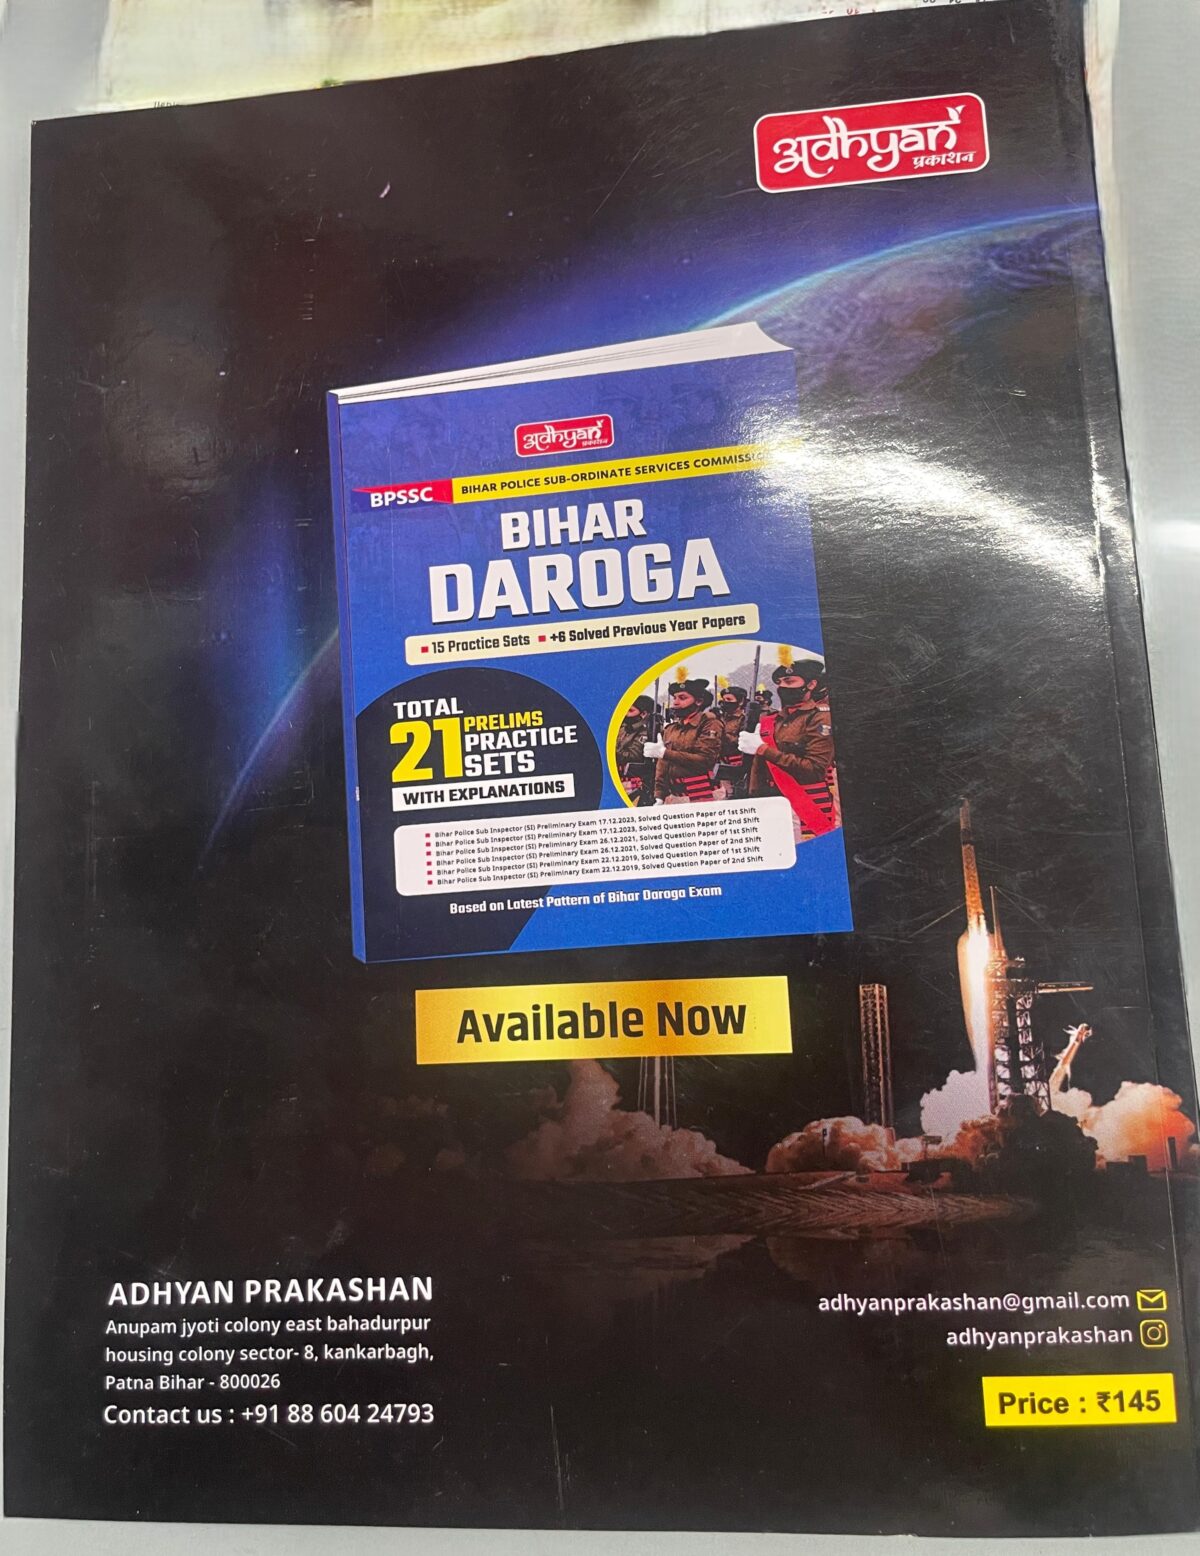 अdhyan
प्रकाशन
अdhyan
प्रकाशन
BPSSC BIHAR POLICE SUB-ORDINATE SERVICES
BIHAR
DAROGA
15 Practice Sets +6 Solved Previous Year Papers
TOTAL
21 PRELIMS
PRACTICE
SETS
WITH EXPLANATIONS
Bihar Police Sub Inspector (SI) Preliminary Exam 17.12.2023, Solved Question Paper of 1st Shift
Bihar Police Sub Inspector (SI) Preliminary Exam 17.12.2023, Solved Question Paper of 2nd Shift
Bihar Police Sub Inspector (SI) Preliminary Exam 26.12.2021, Solved Question Paper of 1st Shift
Bihar Police Sub Inspector (SI) Preliminary Exam 26.12.2021, Solved Question Paper of 2nd Shift
Bihar Police Sub Inspector (SI) Preliminary Exam 22.12.2019, Solved Question Paper of 1st Shift
Bihar Police Sub Inspector (SI) Preliminary Exam 22.12.2019, Solved Question Paper of 2nd Shift
Based on Latest Pattern of Bihar Daroga Exam
Available Now
ADHYAN PRAKASHAN
Anupam jyoti colony east bahadurpur
housing colony sector- 8, kankarbagh,
Patna Bihar - 800026
Contact us : +91 88 604 24793
adhyanprakashan@gmail.com
adhyanprakashan
Price : ₹145